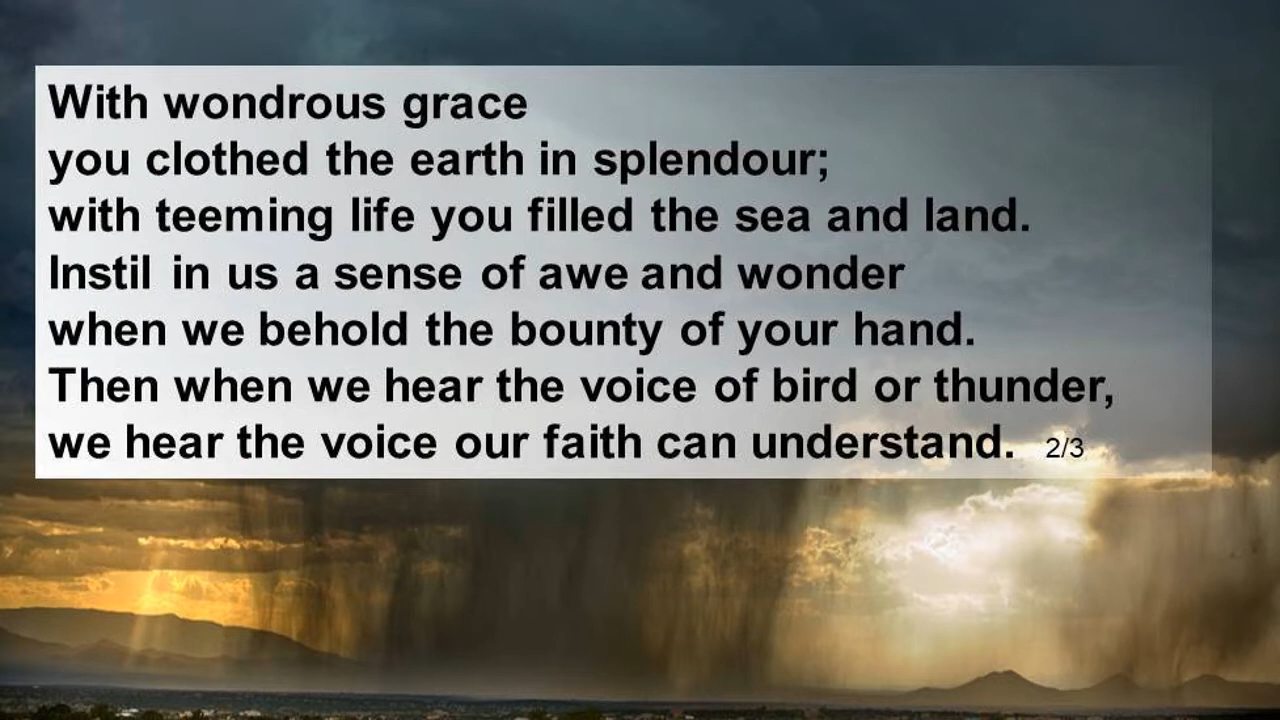 With wondrous grace
you clothed the earth in splendour;
with teeming life you filled the sea and land.
Instil in us a sense of awe and wonder
when we behold the bounty of your hand.
Then when we hear the voice of bird or thunder,
we hear the voice our faith can understand. 2/3